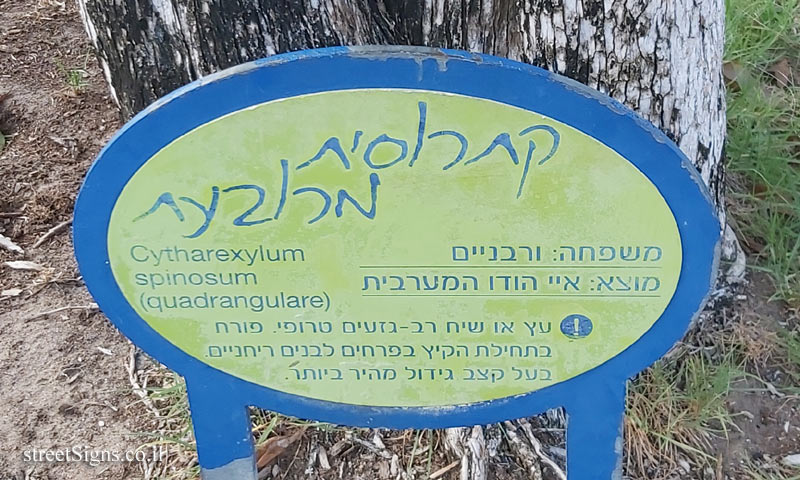 קתרוסית
מרובעת
Cytharexylum
spinosum
(quadrangulare)
משפחה: ורבניים
מוצא: איי הודו המערבית
! עץ או שיח רב-גזעים טרופי. פורח
בתחילת הקיץ בפרחים לבנים ריחניים.
בעל קצב גידול מהיר ביותר.
streetSigns.co.il